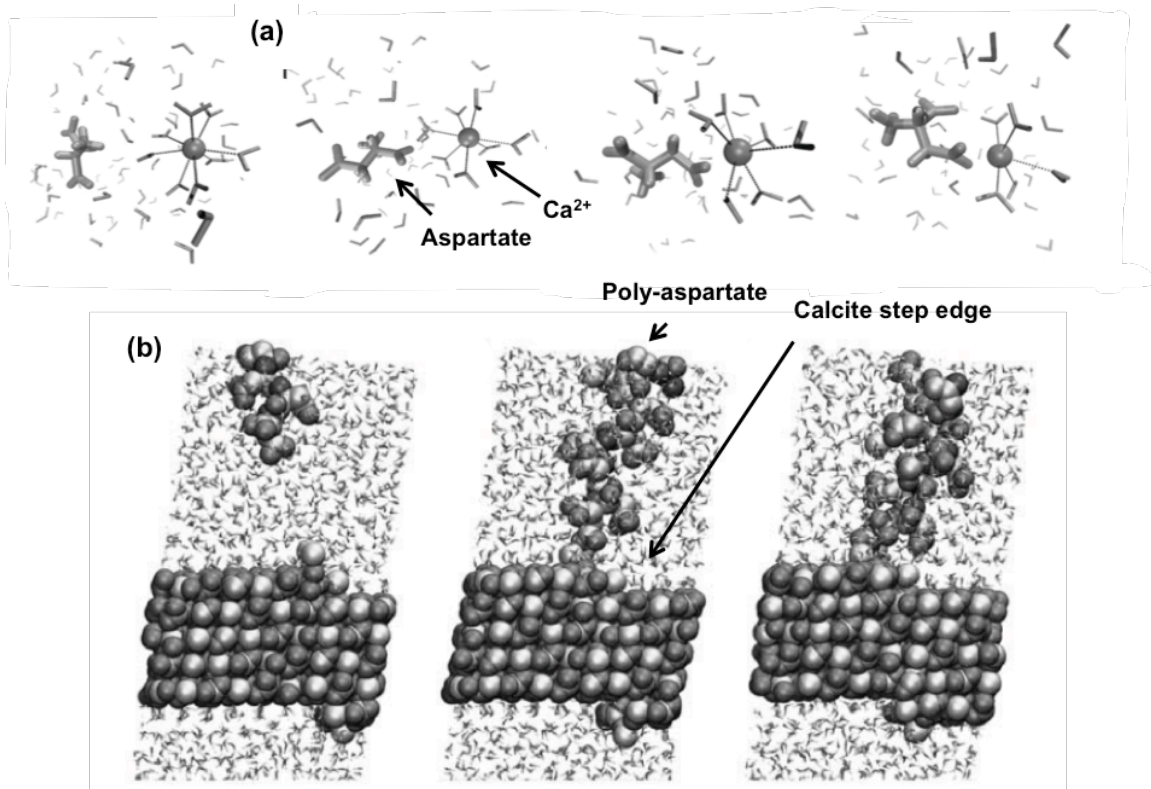 (a)
Ca²⁺
Aspartate
Poly-aspartate
Calcite step edge
(b)